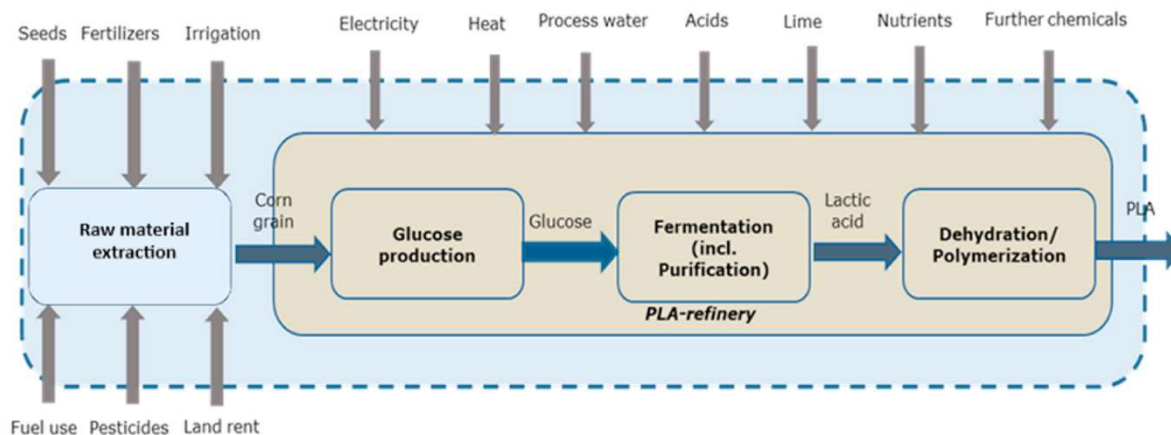 Seeds Fertilizers Irrigation
Electricity Heat Process water Acids Lime Nutrients Further chemicals
Raw material
extraction
Corn
grain
Glucose
production
Glucose
Fermentation
(incl.
Purification)
Lactic
acid
Dehydration/
Polymerization
PLA
PLA-refinery
Fuel use Pesticides Land rent